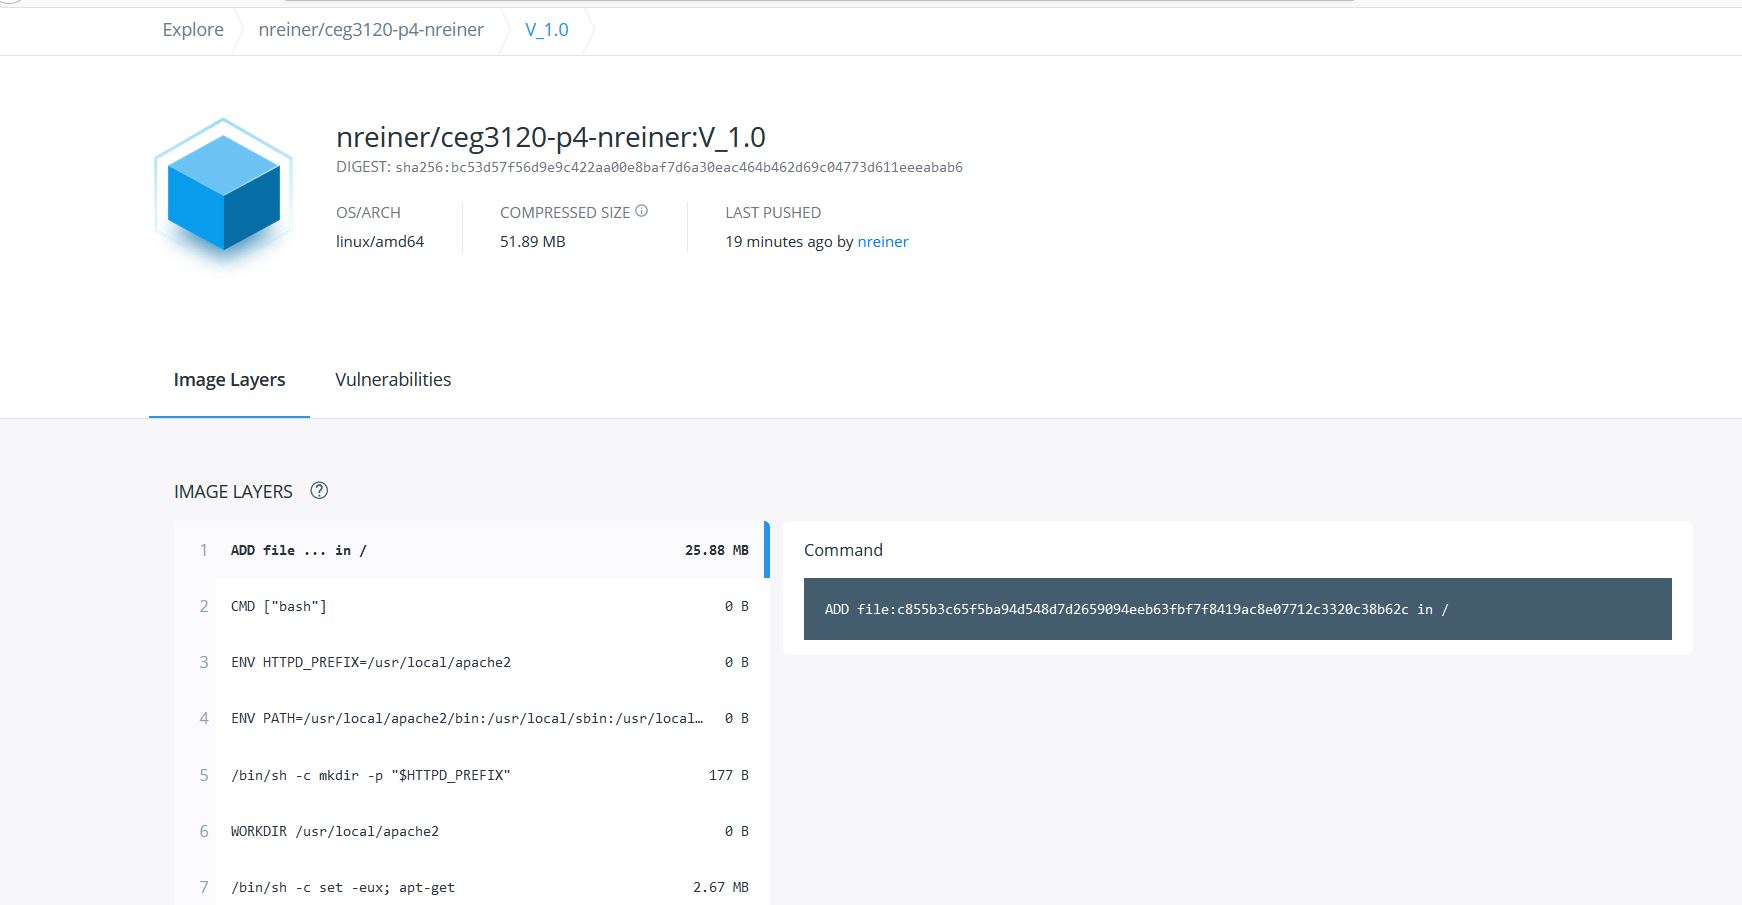 Explore nreiner/ceg3120-p4-nreiner V_1.0
nreiner/ceg3120-p4-nreiner:V_1.0
DIGEST: sha256:bc53d57f56d9e9c422aa00e8baf7d6a30eac464b462d69c04773d611eeeabab6
OS/ARCH COMPRESSED SIZE LAST PUSHED
linux/amd64 51.89 MB 19 minutes ago by nreiner
Image Layers Vulnerabilities
IMAGE LAYERS
1 ADD file ... in / 25.88 MB
2 CMD ["bash"] 0 B
3 ENV HTTPD_PREFIX=/usr/local/apache2 0 B
4 ENV PATH=/usr/local/apache2/bin:/usr/local/sbin:/usr/local… 0 B
5 /bin/sh -c mkdir -p "$HTTPD_PREFIX" 177 B
6 WORKDIR /usr/local/apache2 0 B
7 /bin/sh -c set -eux; apt-get 2.67 MB
Command
ADD file:c855b3c65f5ba94d548d7d2659094eeb63fbf7f8419ac8e07712c3320c38b62c in /